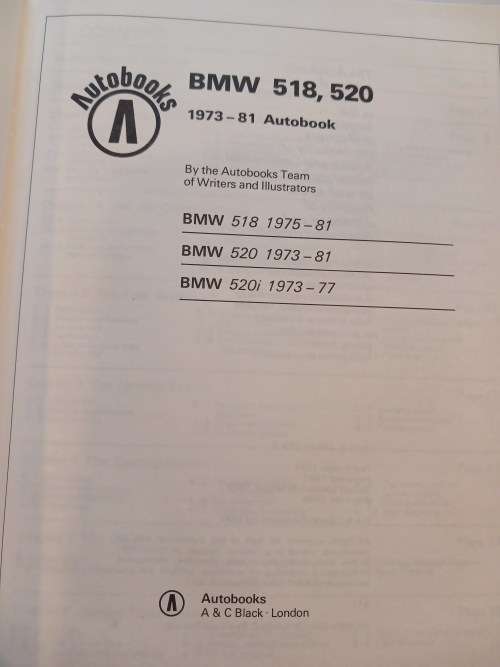 Autobooks
BMW 518, 520
1973 – 81 Autobook
By the Autobooks Team
of Writers and Illustrators
BMW 518 1975 – 81
BMW 520 1973 – 81
BMW 520i 1973 – 77
Autobooks
A & C Black · London